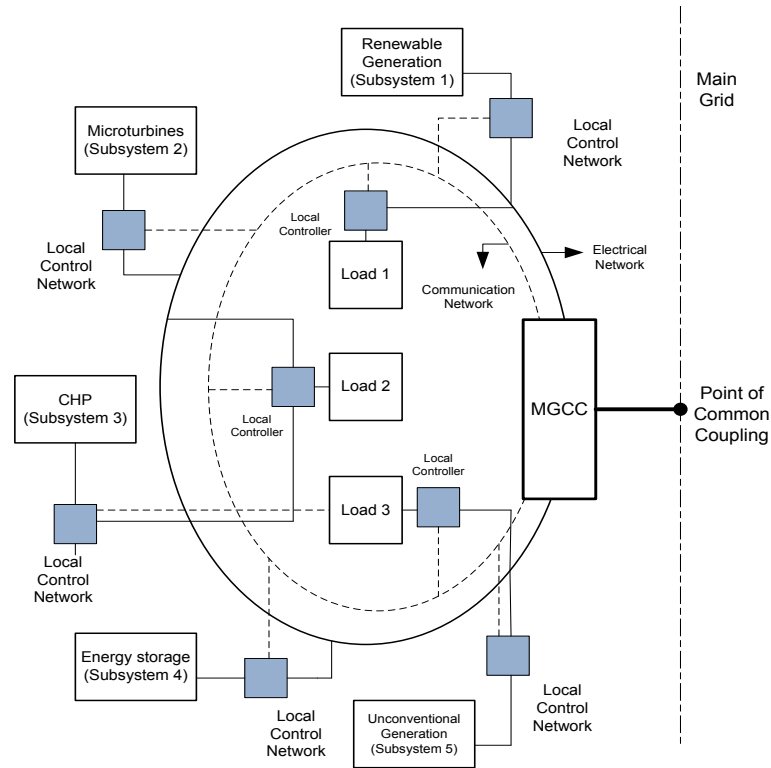 Renewable
Generation
(Subsystem 1)
Main
Grid
Microturbines
(Subsystem 2)
Local
Control
Network
Local
Controller
Local
Control
Network
Load 1
Electrical
Network
Communication
Network
CHP
(Subsystem 3)
Load 2
Local
Controller
MGCC
Point of
Common
Coupling
Local
Controller
Load 3
Local
Control
Network
Energy storage
(Subsystem 4)
Local
Control
Network
Unconventional
Generation
(Subsystem 5)
Local
Control
Network